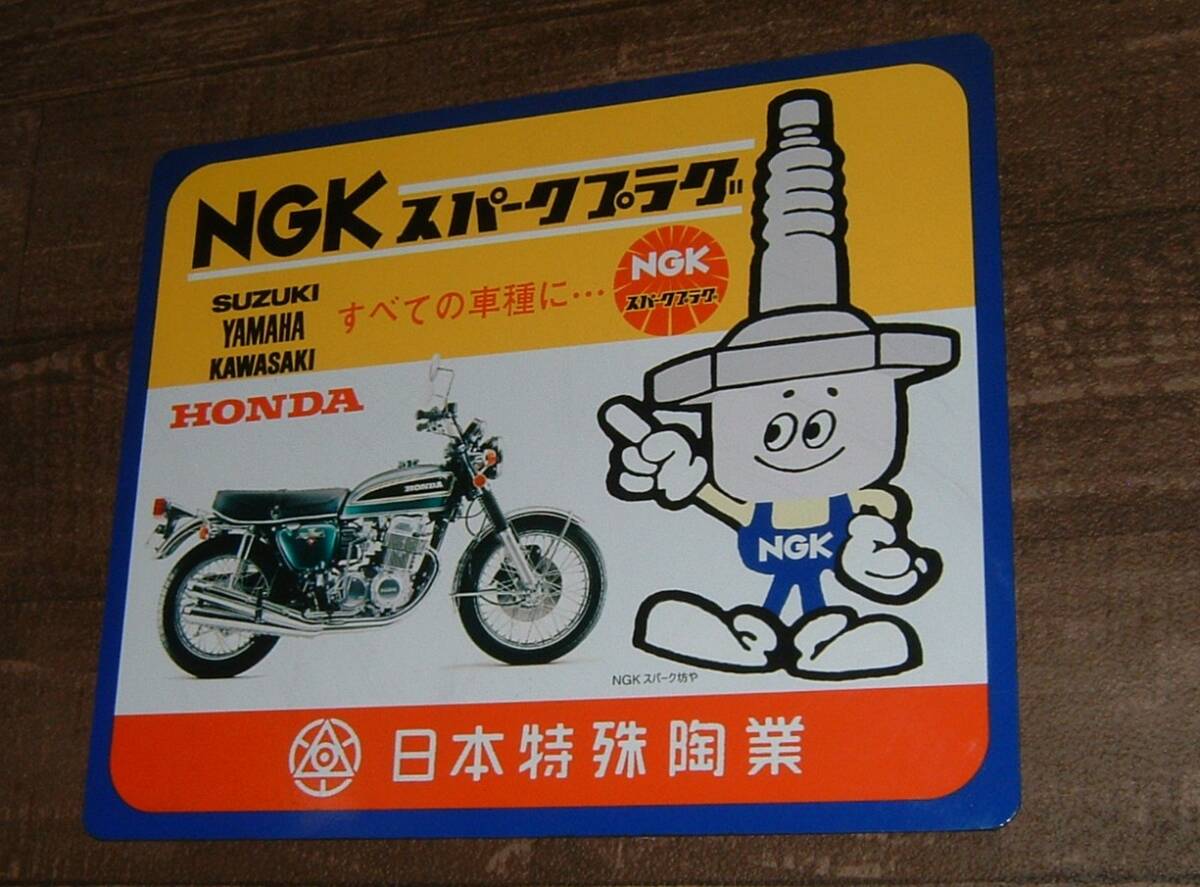 NGK スパークプラグ
NGK
スパークプラグ
SUZUKI
YAMAHA
KAWASAKI
すべての車種に…
HONDA
HONDA
NGK
NGK スパーク坊や
日本特殊陶業